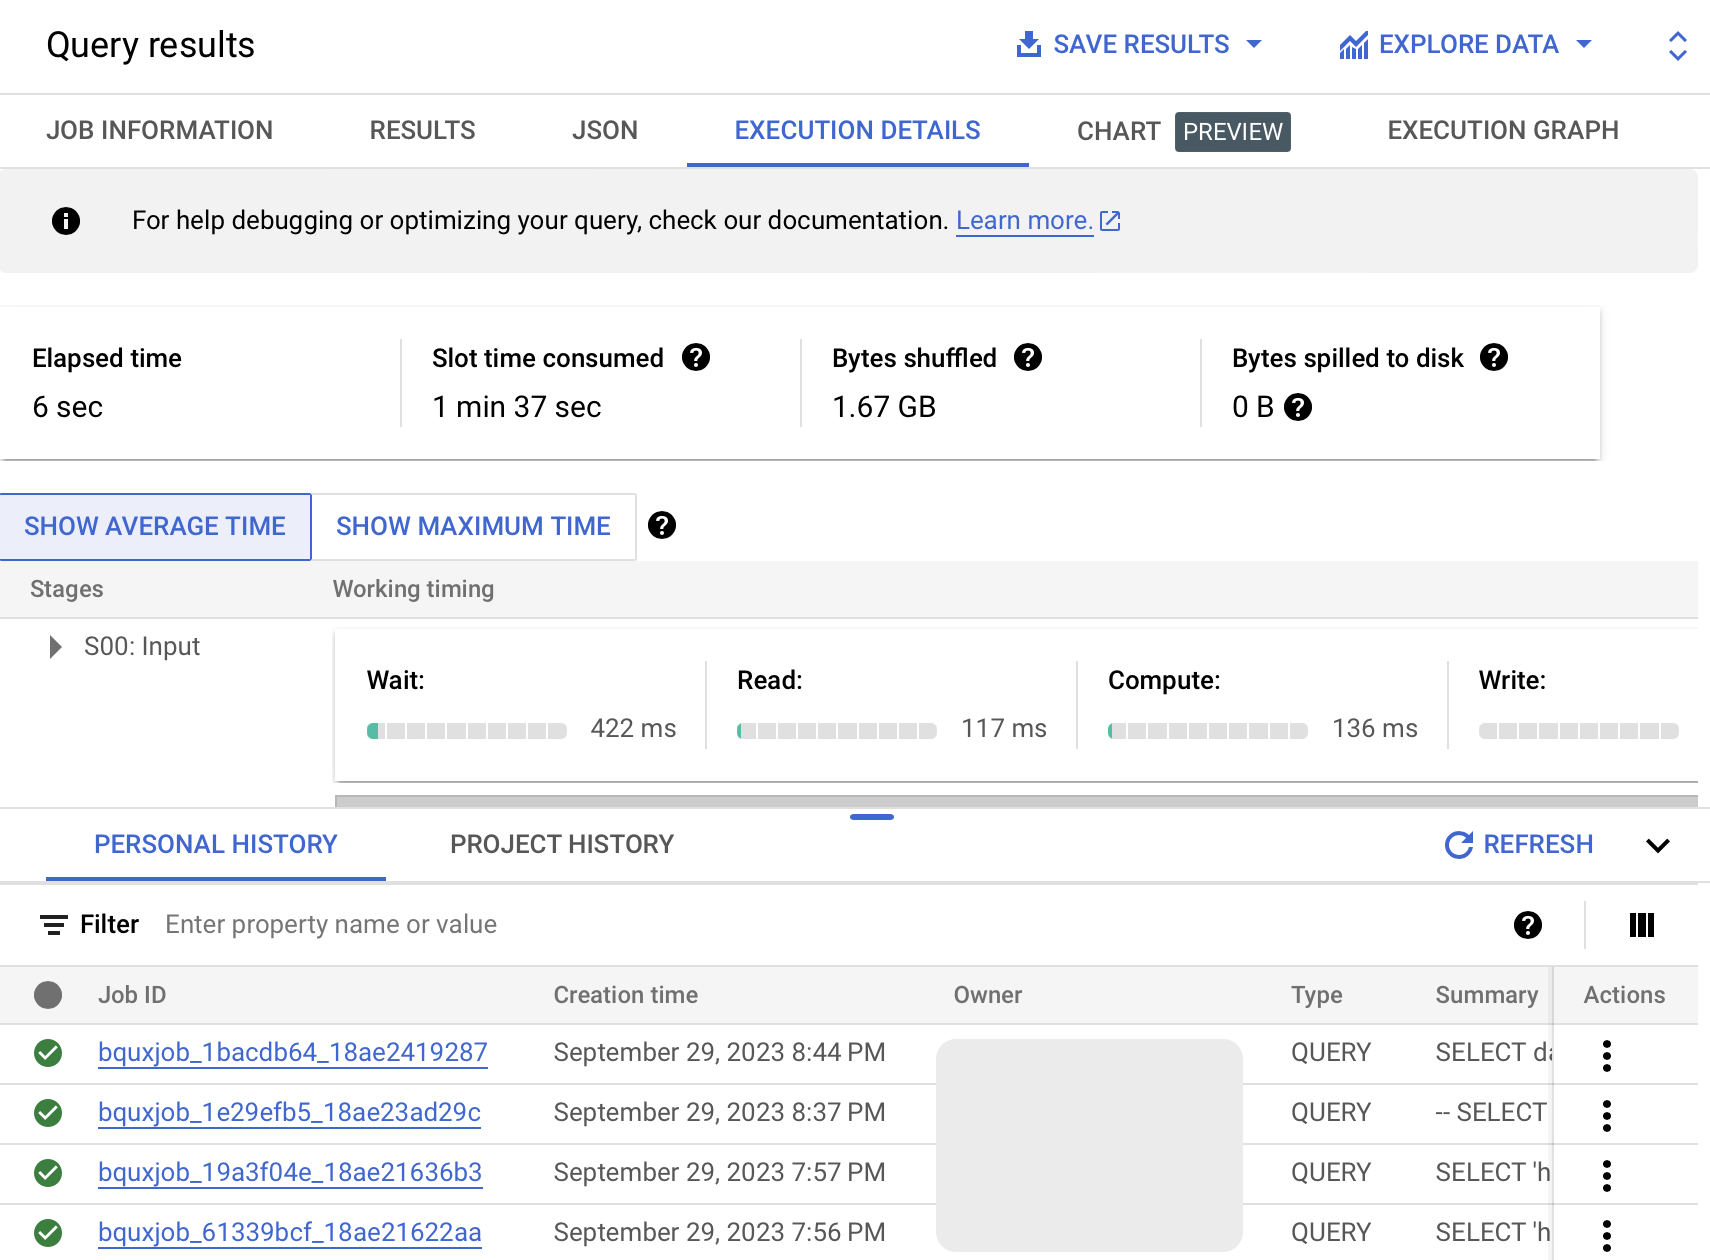 Query results
SAVE RESULTS
EXPLORE DATA
JOB INFORMATION
RESULTS
JSON
EXECUTION DETAILS
CHART
PREVIEW
EXECUTION GRAPH
For help debugging or optimizing your query, check our documentation. Learn more.
Elapsed time
6 sec
Slot time consumed
1 min 37 sec
Bytes shuffled
1.67 GB
Bytes spilled to disk
0 B
SHOW AVERAGE TIME
SHOW MAXIMUM TIME
Stages
Working timing
S00: Input
Wait:
422 ms
Read:
117 ms
Compute:
136 ms
Write:
PERSONAL HISTORY
PROJECT HISTORY
REFRESH
Filter
Enter property name or value
Job ID
Creation time
Owner
Type
Summary
Actions
bquxjob_1bacdb64_18ae2419287
September 29, 2023 8:44 PM
QUERY
SELECT da
bquxjob_1e29efb5_18ae23ad29c
September 29, 2023 8:37 PM
QUERY
-- SELECT
bquxjob_19a3f04e_18ae21636b3
September 29, 2023 7:57 PM
QUERY
SELECT 'h
bquxjob_61339bcf_18ae21622aa
September 29, 2023 7:56 PM
QUERY
SELECT 'h